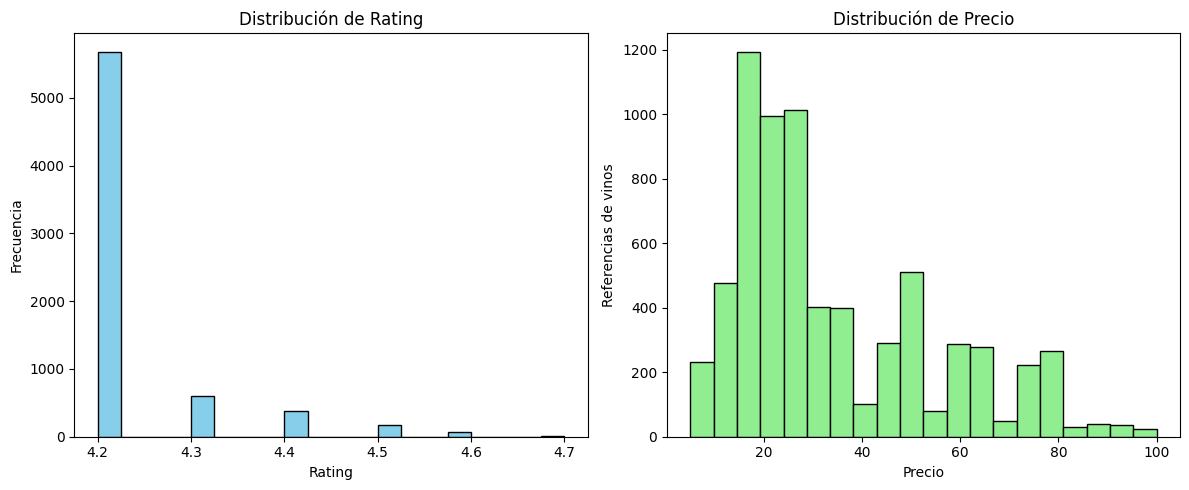 Distribución de Rating
5000
4000
3000
2000
1000
0
Frecuencia
4.2 4.3 4.4 4.5 4.6 4.7
Rating
Distribución de Precio
1200
1000
800
600
400
200
0
Referencias de vinos
20 40 60 80 100
Precio